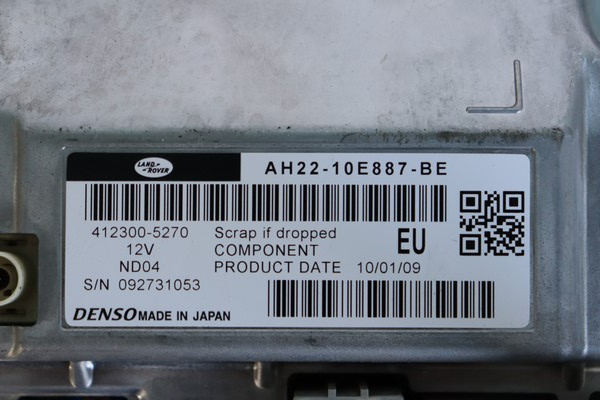 LAND ROVER
AH22-10E887-BE
412300-5270 Scrap if dropped
12V COMPONENT EU
ND04 PRODUCT DATE 10/01/09
S/N 092731053
DENSO MADE IN JAPAN